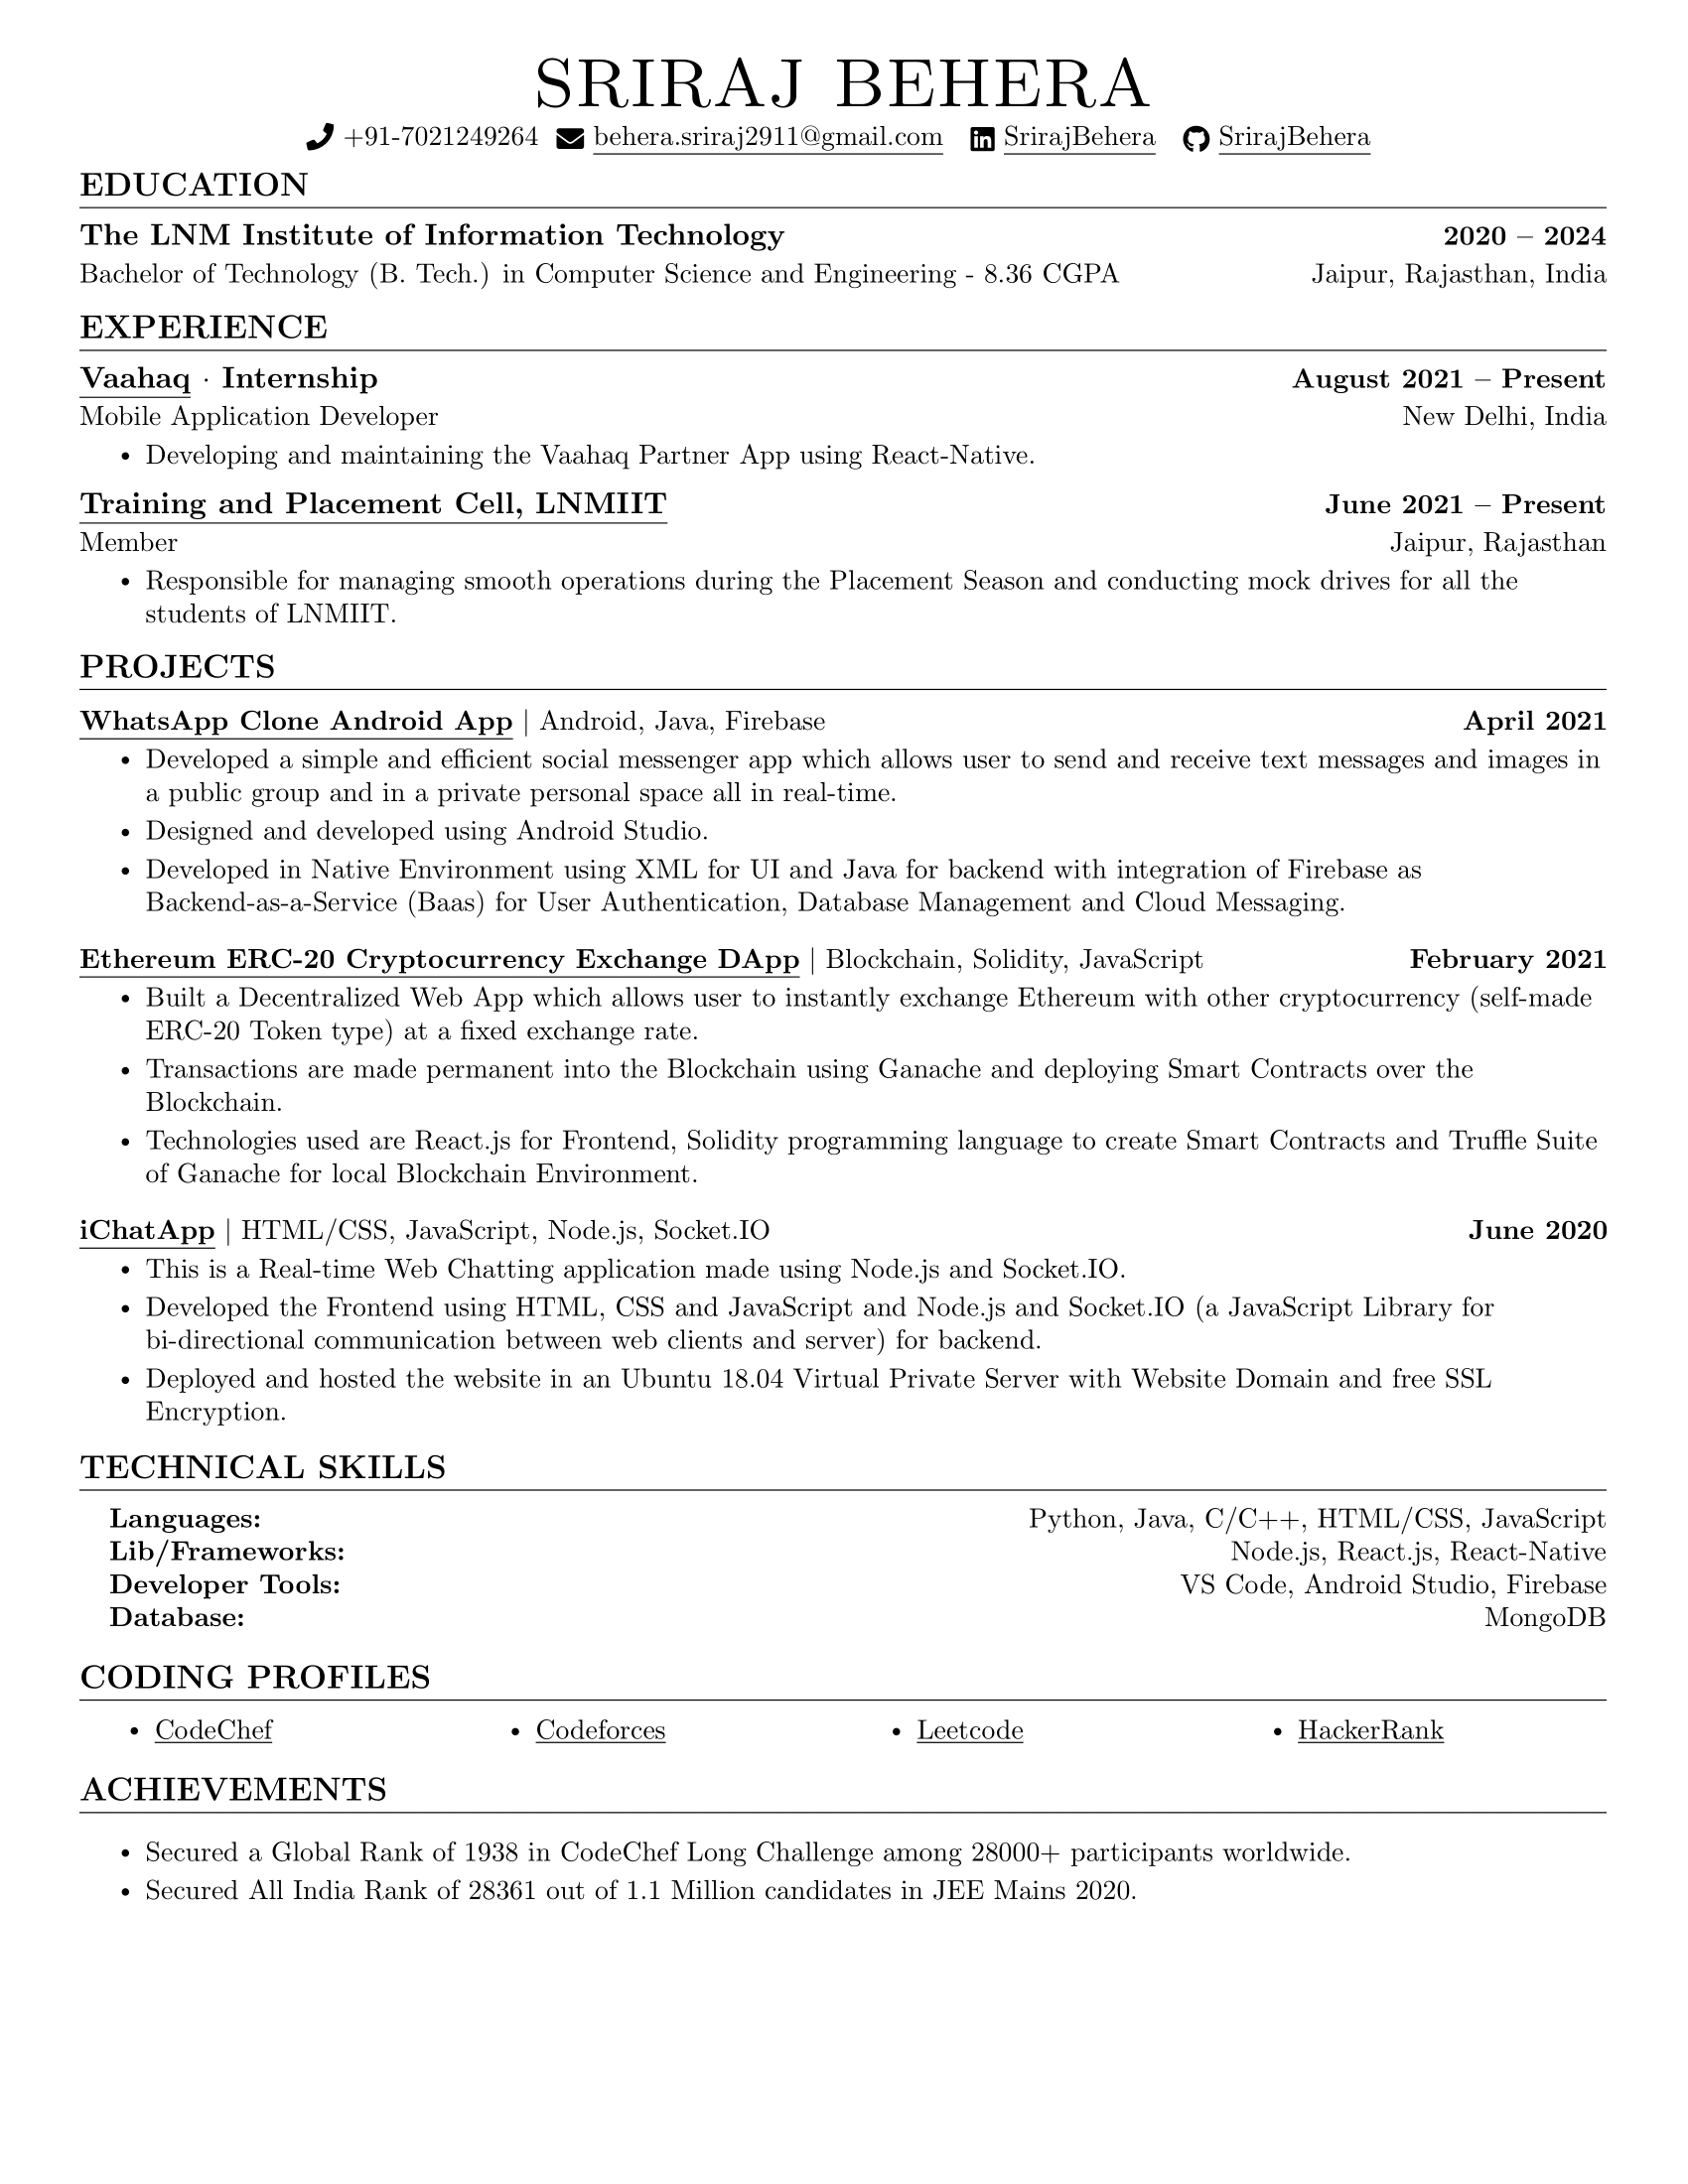 SRIRAJ BEHERA
+91-7021249264 behera.sriraj2911@gmail.com SrirajBehera SrirajBehera
EDUCATION
The LNM Institute of Information Technology 2020 – 2024
Bachelor of Technology (B. Tech.) in Computer Science and Engineering - 8.36 CGPA Jaipur, Rajasthan, India
EXPERIENCE
Vaahaq · Internship August 2021 – Present
Mobile Application Developer New Delhi, India
• Developing and maintaining the Vaahaq Partner App using React-Native.
Training and Placement Cell, LNMIIT June 2021 – Present
Member Jaipur, Rajasthan
• Responsible for managing smooth operations during the Placement Season and conducting mock drives for all the
students of LNMIIT.
PROJECTS
WhatsApp Clone Android App | Android, Java, Firebase April 2021
• Developed a simple and efficient social messenger app which allows user to send and receive text messages and images in
a public group and in a private personal space all in real-time.
• Designed and developed using Android Studio.
• Developed in Native Environment using XML for UI and Java for backend with integration of Firebase as
Backend-as-a-Service (Baas) for User Authentication, Database Management and Cloud Messaging.
Ethereum ERC-20 Cryptocurrency Exchange DApp | Blockchain, Solidity, JavaScript February 2021
• Built a Decentralized Web App which allows user to instantly exchange Ethereum with other cryptocurrency (self-made
ERC-20 Token type) at a fixed exchange rate.
• Transactions are made permanent into the Blockchain using Ganache and deploying Smart Contracts over the
Blockchain.
• Technologies used are React.js for Frontend, Solidity programming language to create Smart Contracts and Truffle Suite
of Ganache for local Blockchain Environment.
iChatApp | HTML/CSS, JavaScript, Node.js, Socket.IO June 2020
• This is a Real-time Web Chatting application made using Node.js and Socket.IO.
• Developed the Frontend using HTML, CSS and JavaScript and Node.js and Socket.IO (a JavaScript Library for
bi-directional communication between web clients and server) for backend.
• Deployed and hosted the website in an Ubuntu 18.04 Virtual Private Server with Website Domain and free SSL
Encryption.
TECHNICAL SKILLS
Languages: Python, Java, C/C++, HTML/CSS, JavaScript
Lib/Frameworks: Node.js, React.js, React-Native
Developer Tools: VS Code, Android Studio, Firebase
Database: MongoDB
CODING PROFILES
• CodeChef • Codeforces • Leetcode • HackerRank
ACHIEVEMENTS
• Secured a Global Rank of 1938 in CodeChef Long Challenge among 28000+ participants worldwide.
• Secured All India Rank of 28361 out of 1.1 Million candidates in JEE Mains 2020.